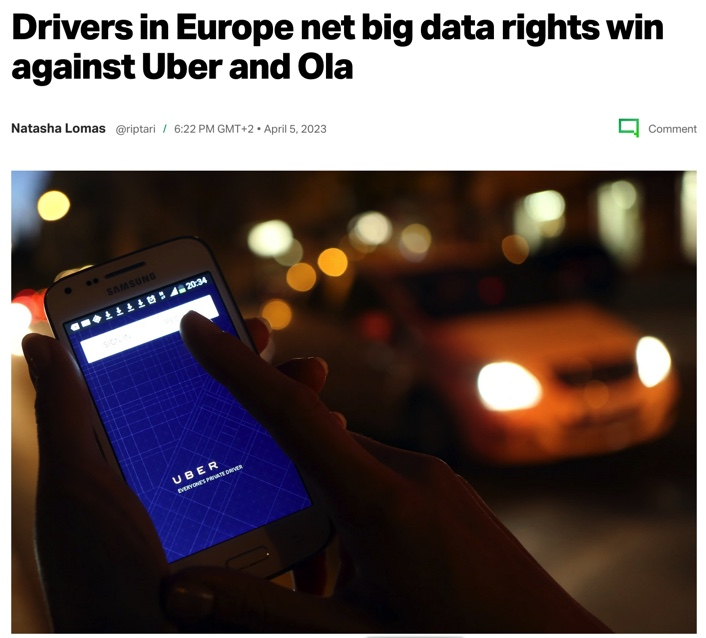 Drivers in Europe net big data rights win
against Uber and Ola
Natasha Lomas @riptari / 6:22 PM GMT+2 • April 5, 2023
Comment
SAMSUNG
20:34
UBER
EVERYONE'S PRIVATE DRIVER